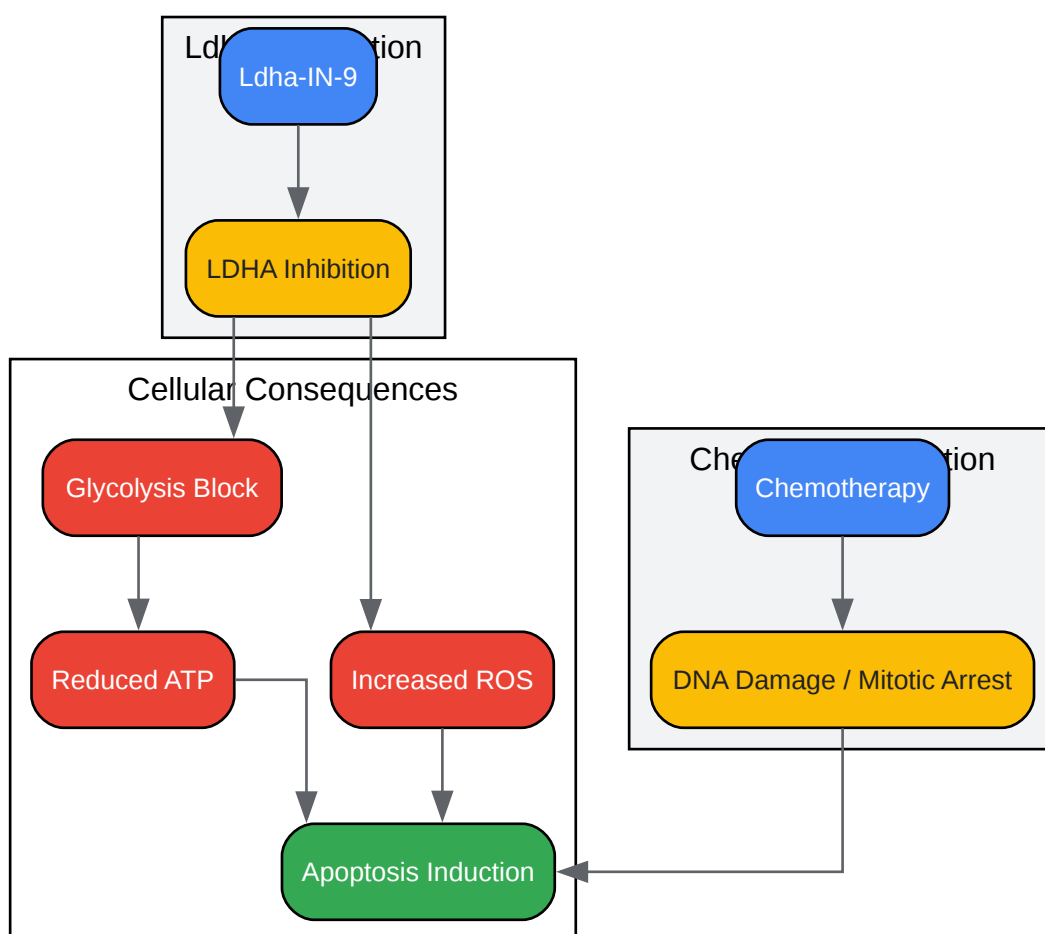 Ldha-IN-9
LDHA Inhibition
Cellular Consequences
Glycolysis Block
Reduced ATP
Increased ROS
Apoptosis Induction
Chemotherapy
DNA Damage / Mitotic Arrest